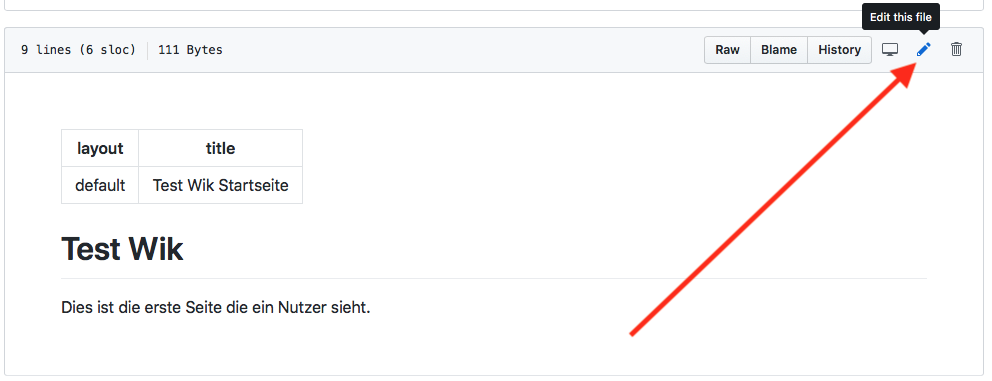 Edit this file
9 lines (6 sloc) 111 Bytes Raw Blame History
layout title
default Test Wik Startseite
Test Wik
Dies ist die erste Seite die ein Nutzer sieht.